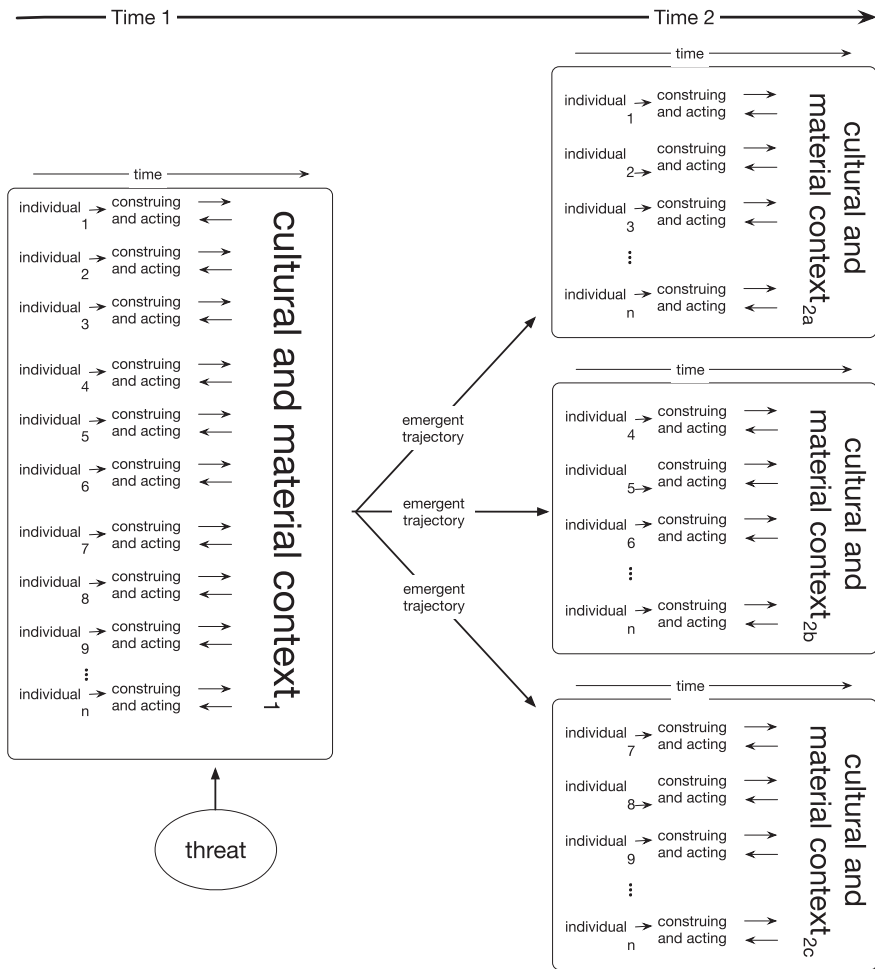 Time 1
Time 2
time
individual 1
construing
and acting
individual 2
construing
and acting
individual 3
construing
and acting
individual 4
construing
and acting
individual 5
construing
and acting
individual 6
construing
and acting
individual 7
construing
and acting
individual 8
construing
and acting
individual 9
construing
and acting
...
individual n
construing
and acting
cultural and material context1
threat
emergent
trajectory
emergent
trajectory
emergent
trajectory
time
individual 1
construing
and acting
individual 2
construing
and acting
individual 3
construing
and acting
...
individual n
construing
and acting
cultural and
material context2a
time
individual 4
construing
and acting
individual 5
construing
and acting
individual 6
construing
and acting
...
individual n
construing
and acting
cultural and
material context2b
time
individual 7
construing
and acting
individual 8
construing
and acting
individual 9
construing
and acting
...
individual n
construing
and acting
cultural and
material context2c